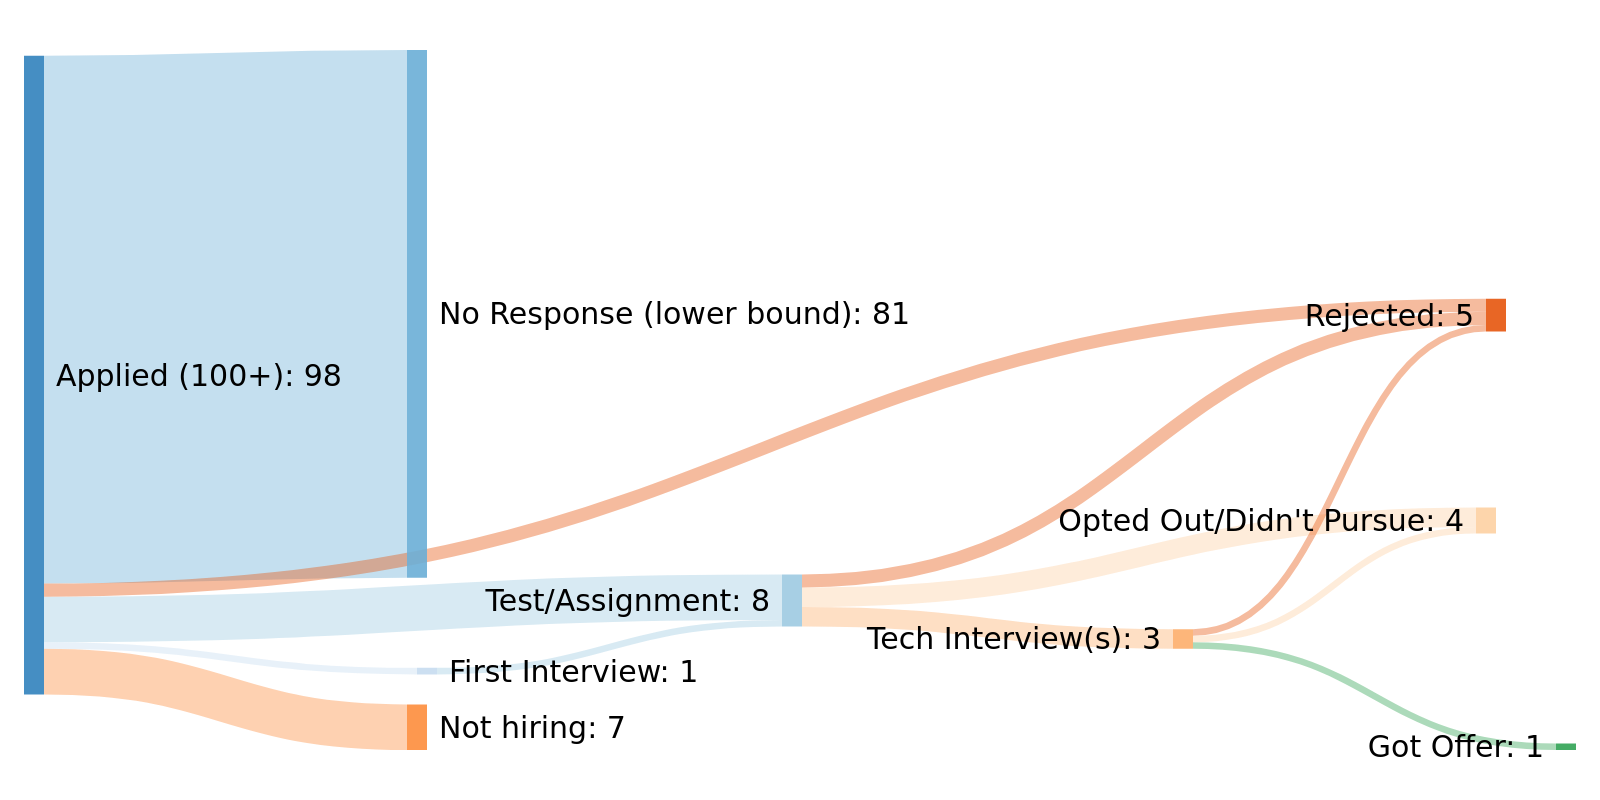 Applied (100+): 98
No Response (lower bound): 81
Rejected: 5
Opted Out/Didn't Pursue: 4
Test/Assignment: 8
Tech Interview(s): 3
First Interview: 1
Not hiring: 7
Got Offer: 1